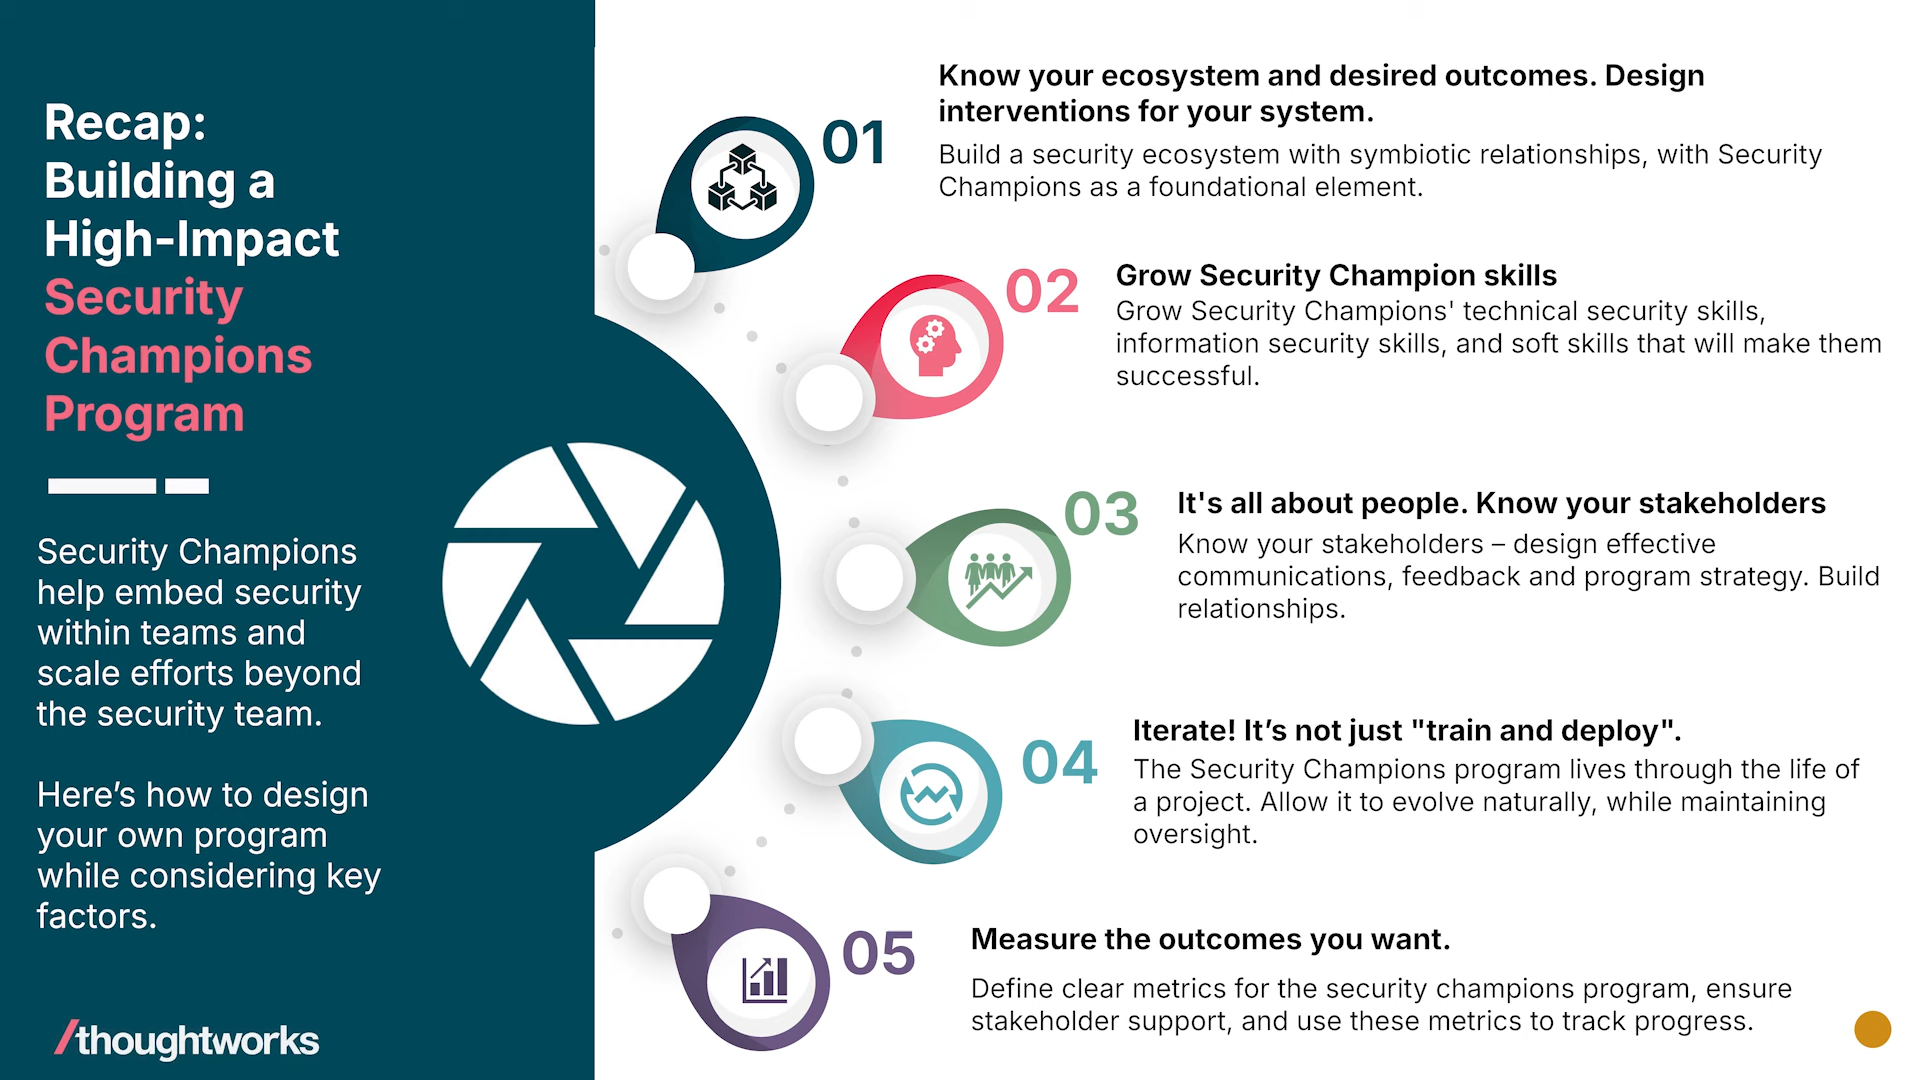 Recap:
Building a
High-Impact
Security
Champions
Program
Security Champions
help embed security
within teams and
scale efforts beyond
the security team.
Here’s how to design
your own program
while considering key
factors.
/thoughtworks
01
Know your ecosystem and desired outcomes. Design
interventions for your system.
Build a security ecosystem with symbiotic relationships, with Security
Champions as a foundational element.
02
Grow Security Champion skills
Grow Security Champions' technical security skills,
information security skills, and soft skills that will make them
successful.
03
It's all about people. Know your stakeholders
Know your stakeholders – design effective
communications, feedback and program strategy. Build
relationships.
04
Iterate! It’s not just "train and deploy".
The Security Champions program lives through the life of
a project. Allow it to evolve naturally, while maintaining
oversight.
05
Measure the outcomes you want.
Define clear metrics for the security champions program, ensure
stakeholder support, and use these metrics to track progress.